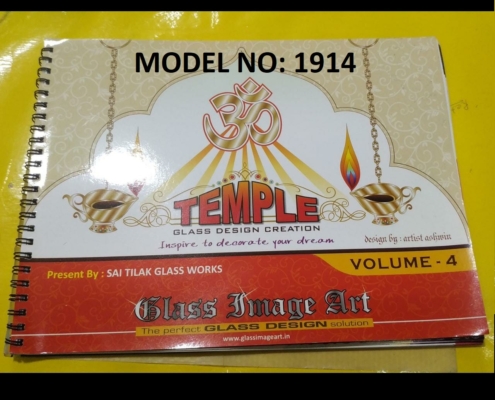 MODEL NO: 1914
ॐ
TEMPLE
GLASS DESIGN CREATION
Inspire to decorate your dream
design by : artist ashwin
VOLUME - 4
Present By : SAI TILAK GLASS WORKS
Glass Image Art
The perfect GLASS DESIGN solution
www.glassimageart.in